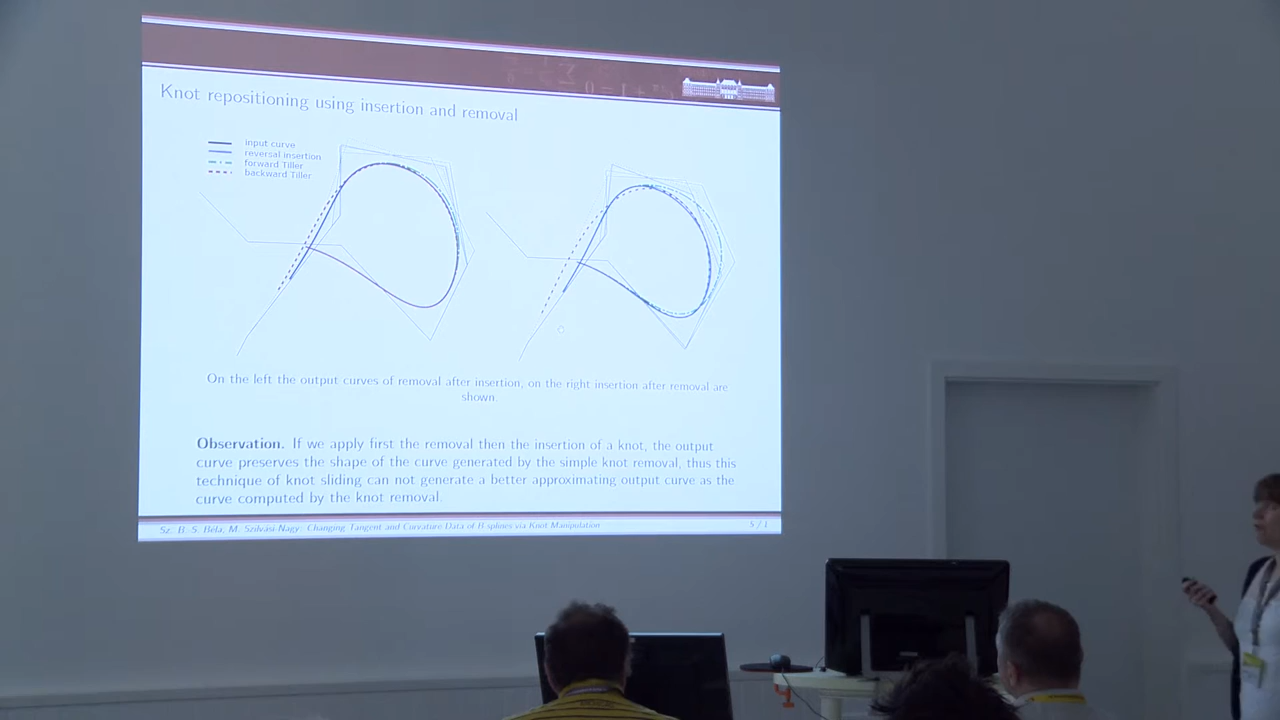 Knot repositioning using insertion and removal
input curve
reversal insertion
forward Tiller
backward Tiller
On the left the output curves of removal after insertion, on the right insertion after removal are
shown.
Observation. If we apply first the removal then the insertion of a knot, the output
curve preserves the shape of the curve generated by the simple knot removal, thus this
technique of knot sliding can not generate a better approximating output curve as the
curve computed by the knot removal.
Sz. B. S. Béla, M. Szilvási-Nagy: Changing Tangent and Curvature Data of B-splines via Knot Manipulation
5 / 1